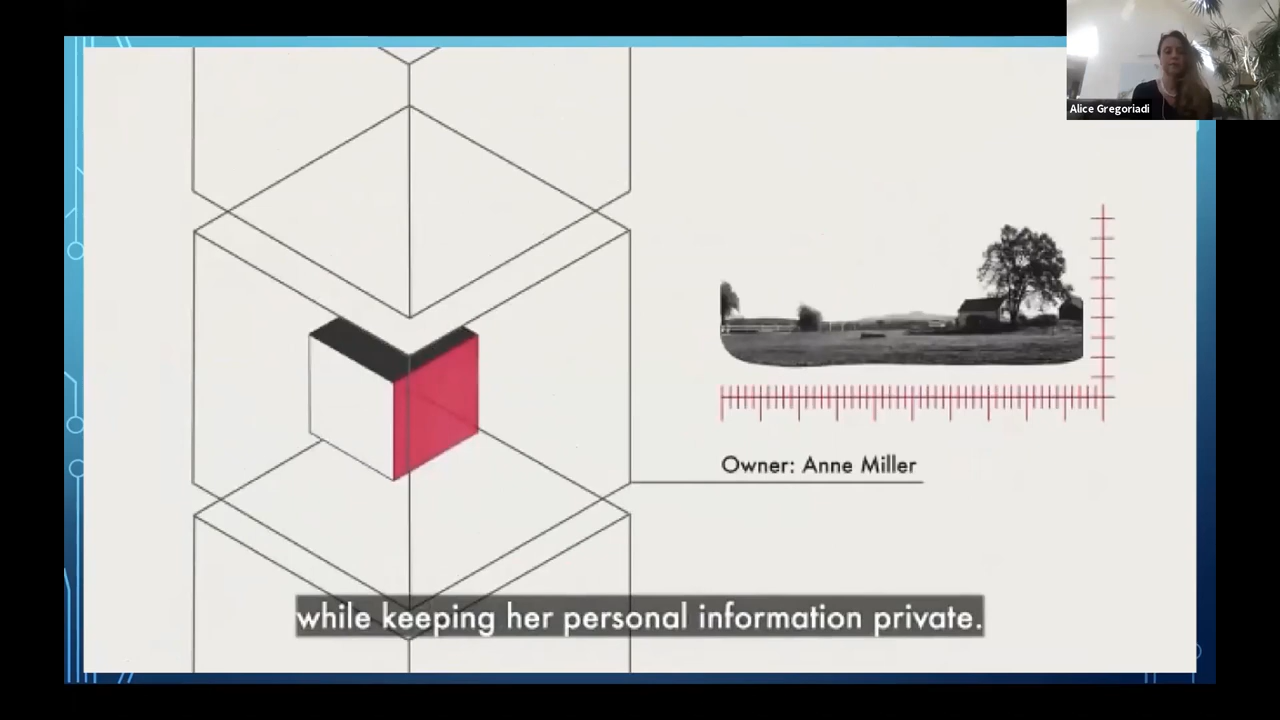 Alice Gregoriadi
Owner: Anne Miller
while keeping her personal information private.